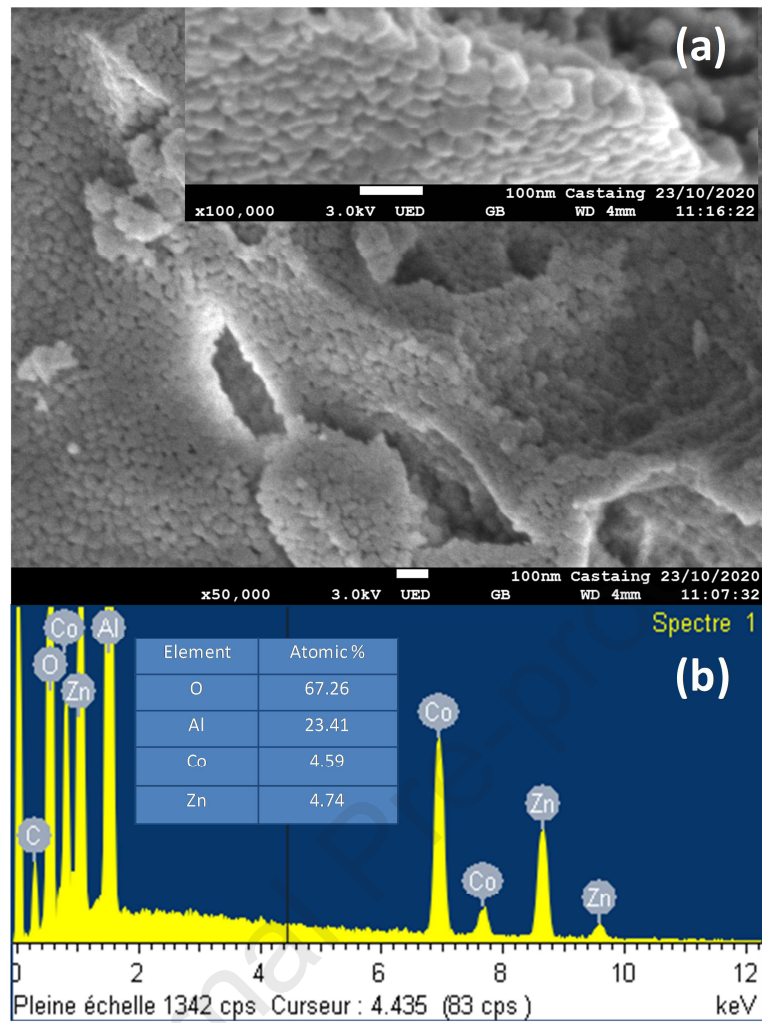 (a)
100nm Castaing 23/10/2020
x100,000 3.0kV UED GB WD 4mm 11:16:22
100nm Castaing 23/10/2020
x50,000 3.0kV UED GB WD 4mm 11:07:32
Spectre 1
(b)
Co Al
O
Zn
C
Element Atomic %
O 67.26
Al 23.41
Co 4.59
Zn 4.74
Co
Co
Zn
Zn
0 2 4 6 8 10 12
Pleine échelle 1342 cps Curseur : 4.435 (83 cps ) keV
nal Pre-pro